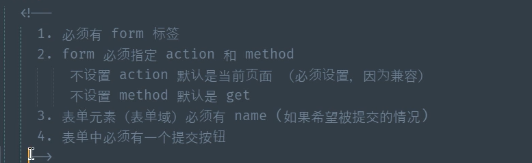 <!--
1. 必须有 form 标签
2. form 必须指定 action 和 method
不设置 action 默认是当前页面 （必须设置，因为兼容）
不设置 method 默认是 get
3. 表单元素（表单域）必须有 name（如果希望被提交的情况）
4. 表单中必须有一个提交按钮
-->